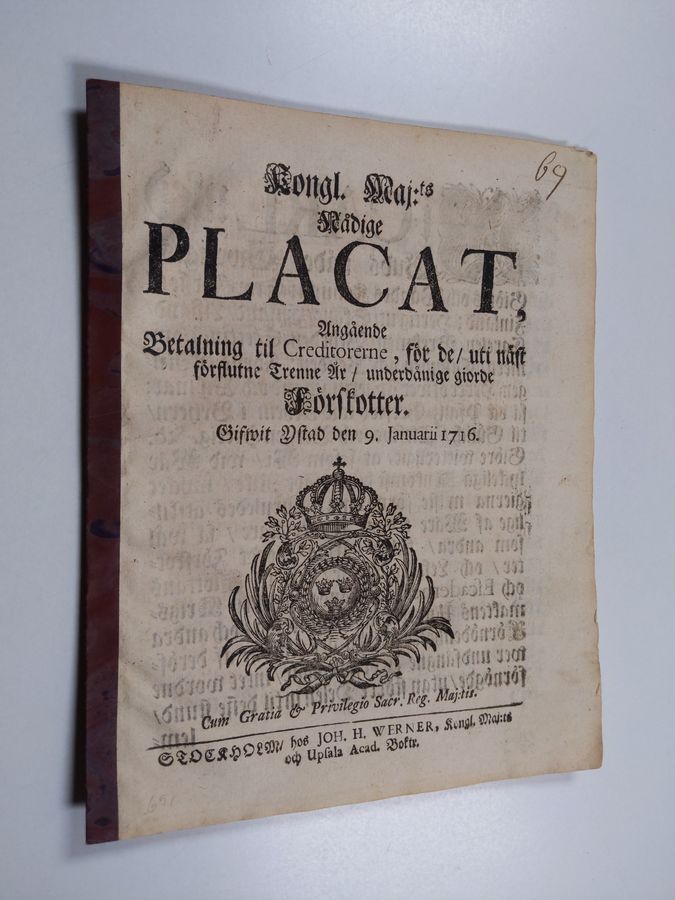 69
Kongl. Maj:ts
Nådige
PLACAT,
Angående
Betalning til Creditorerne, för de/ uti näst
förflutne Trenne År/ underdånige giorde
Förskotter.
Gifwit Ystad den 9. Januarii 1716.
Cum Gratiâ & Privilegio Sacr. Reg. Maj:tis.
STOCKHOLM/ hos JOH. H. WERNER, Kongl. Maj:ts
och Upsala Acad. Boktr.